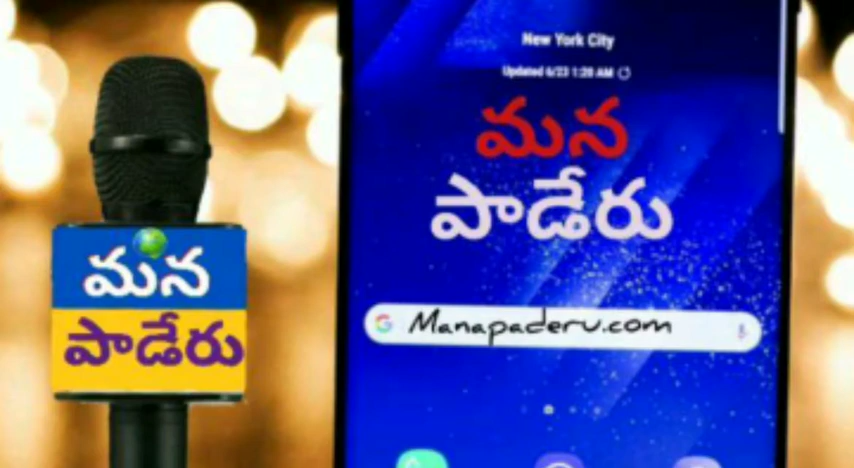 మన
పాడేరు
New York City
Updated 6/23 1:20 AM
మన
పాడేరు
Manapaderu.com